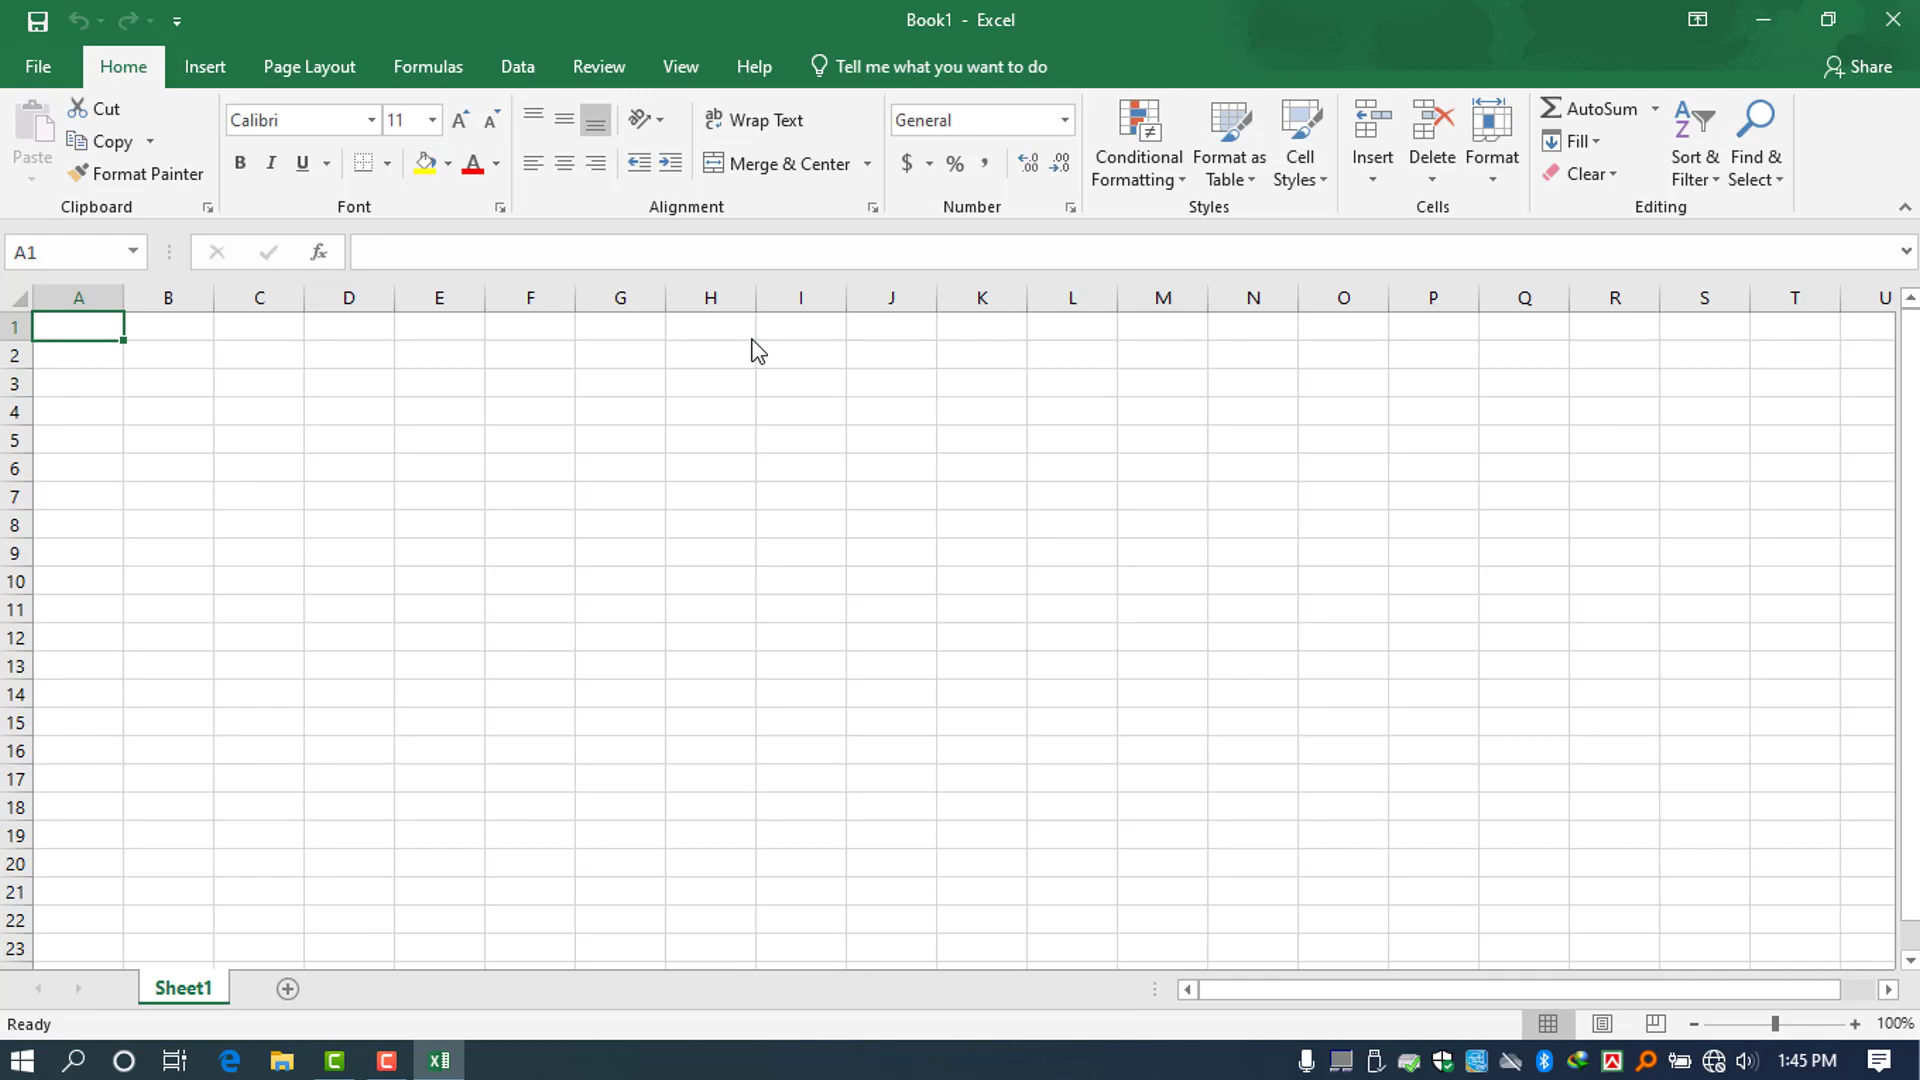 Book1 - Excel
File Home Insert Page Layout Formulas Data Review View Help Tell me what you want to do Share
Paste Cut Copy Format Painter Clipboard
Calibri 11 B I U A Font
Wrap Text Merge & Center Alignment
General $ % , Number
Conditional Formatting Format as Table Cell Styles Styles
Insert Delete Format Cells
AutoSum Fill Clear Sort & Filter Find & Select Editing
A1 fx
A B C D E F G H I J K L M N O P Q R S T U
1
2
3
4
5
6
7
8
9
10
11
12
13
14
15
16
17
18
19
20
21
22
23
Sheet1
Ready 100%
1:45 PM